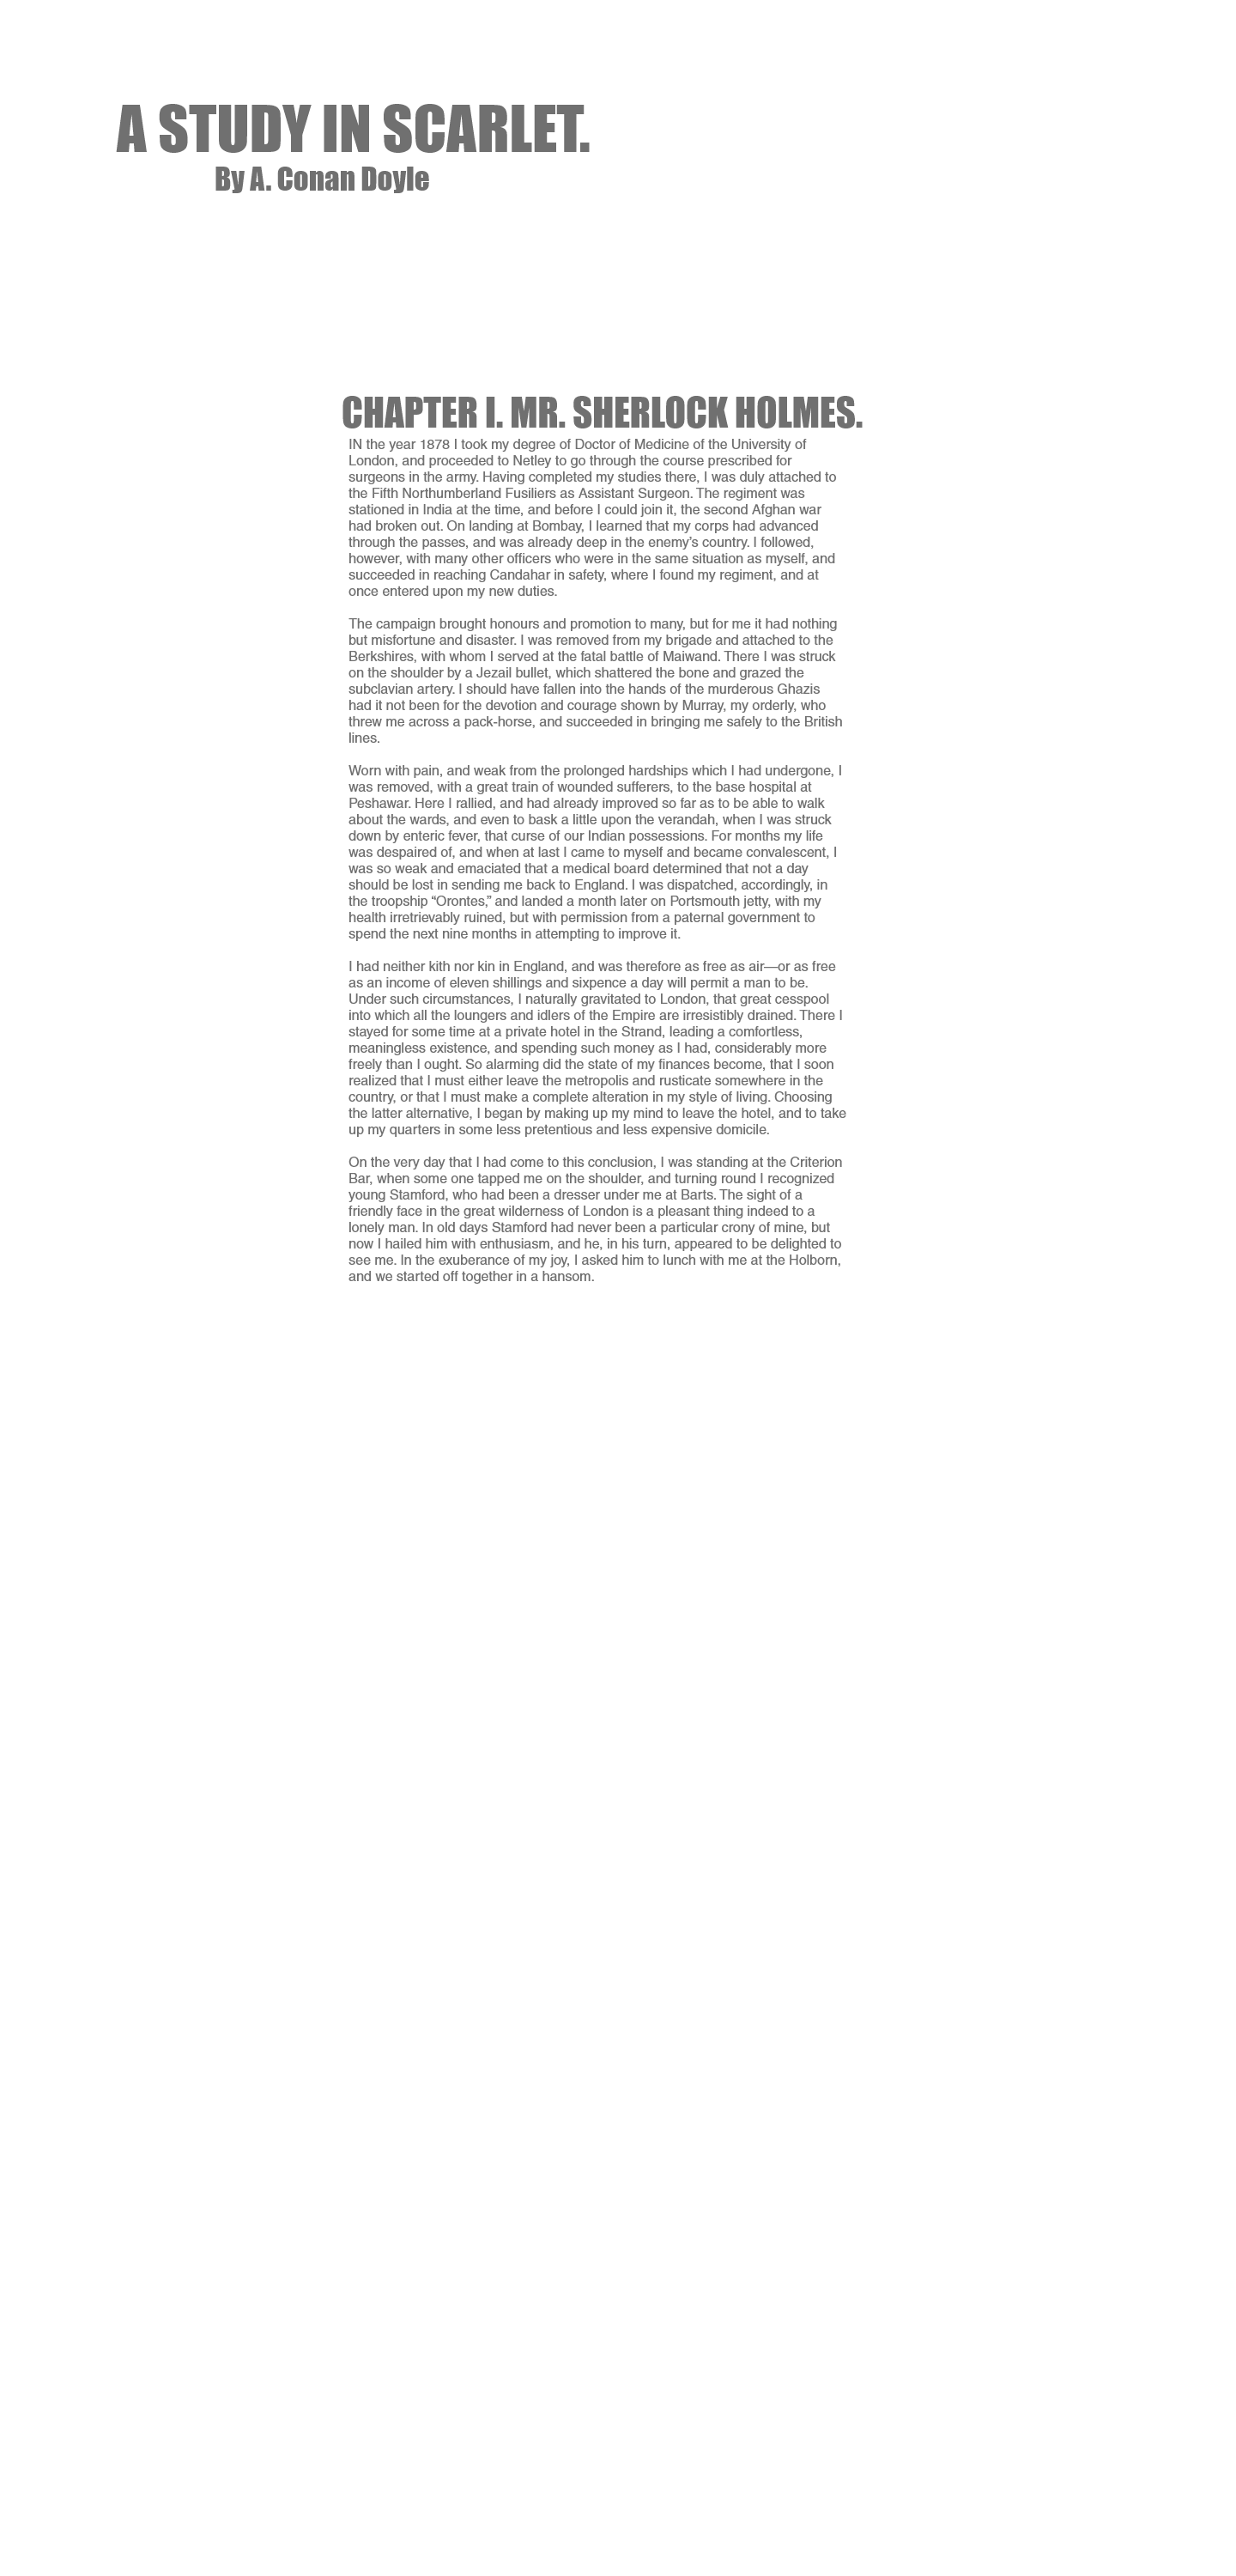 A STUDY IN SCARLET.
By A. Conan Doyle
CHAPTER I. MR. SHERLOCK HOLMES.
IN the year 1878 I took my degree of Doctor of Medicine of the University of
London, and proceeded to Netley to go through the course prescribed for
surgeons in the army. Having completed my studies there, I was duly attached to
the Fifth Northumberland Fusiliers as Assistant Surgeon. The regiment was
stationed in India at the time, and before I could join it, the second Afghan war
had broken out. On landing at Bombay, I learned that my corps had advanced
through the passes, and was already deep in the enemy’s country. I followed,
however, with many other officers who were in the same situation as myself, and
succeeded in reaching Candahar in safety, where I found my regiment, and at
once entered upon my new duties.
The campaign brought honours and promotion to many, but for me it had nothing
but misfortune and disaster. I was removed from my brigade and attached to the
Berkshires, with whom I served at the fatal battle of Maiwand. There I was struck
on the shoulder by a Jezail bullet, which shattered the bone and grazed the
subclavian artery. I should have fallen into the hands of the murderous Ghazis
had it not been for the devotion and courage shown by Murray, my orderly, who
threw me across a pack-horse, and succeeded in bringing me safely to the British
lines.
Worn with pain, and weak from the prolonged hardships which I had undergone, I
was removed, with a great train of wounded sufferers, to the base hospital at
Peshawar. Here I rallied, and had already improved so far as to be able to walk
about the wards, and even to bask a little upon the verandah, when I was struck
down by enteric fever, that curse of our Indian possessions. For months my life
was despaired of, and when at last I came to myself and became convalescent, I
was so weak and emaciated that a medical board determined that not a day
should be lost in sending me back to England. I was dispatched, accordingly, in
the troopship “Orontes,” and landed a month later on Portsmouth jetty, with my
health irretrievably ruined, but with permission from a paternal government to
spend the next nine months in attempting to improve it.
I had neither kith nor kin in England, and was therefore as free as air—or as free
as an income of eleven shillings and sixpence a day will permit a man to be.
Under such circumstances, I naturally gravitated to London, that great cesspool
into which all the loungers and idlers of the Empire are irresistibly drained. There I
stayed for some time at a private hotel in the Strand, leading a comfortless,
meaningless existence, and spending such money as I had, considerably more
freely than I ought. So alarming did the state of my finances become, that I soon
realized that I must either leave the metropolis and rusticate somewhere in the
country, or that I must make a complete alteration in my style of living. Choosing
the latter alternative, I began by making up my mind to leave the hotel, and to take
up my quarters in some less pretentious and less expensive domicile.
On the very day that I had come to this conclusion, I was standing at the Criterion
Bar, when some one tapped me on the shoulder, and turning round I recognized
young Stamford, who had been a dresser under me at Barts. The sight of a
friendly face in the great wilderness of London is a pleasant thing indeed to a
lonely man. In old days Stamford had never been a particular crony of mine, but
now I hailed him with enthusiasm, and he, in his turn, appeared to be delighted to
see me. In the exuberance of my joy, I asked him to lunch with me at the Holborn,
and we started off together in a hansom.